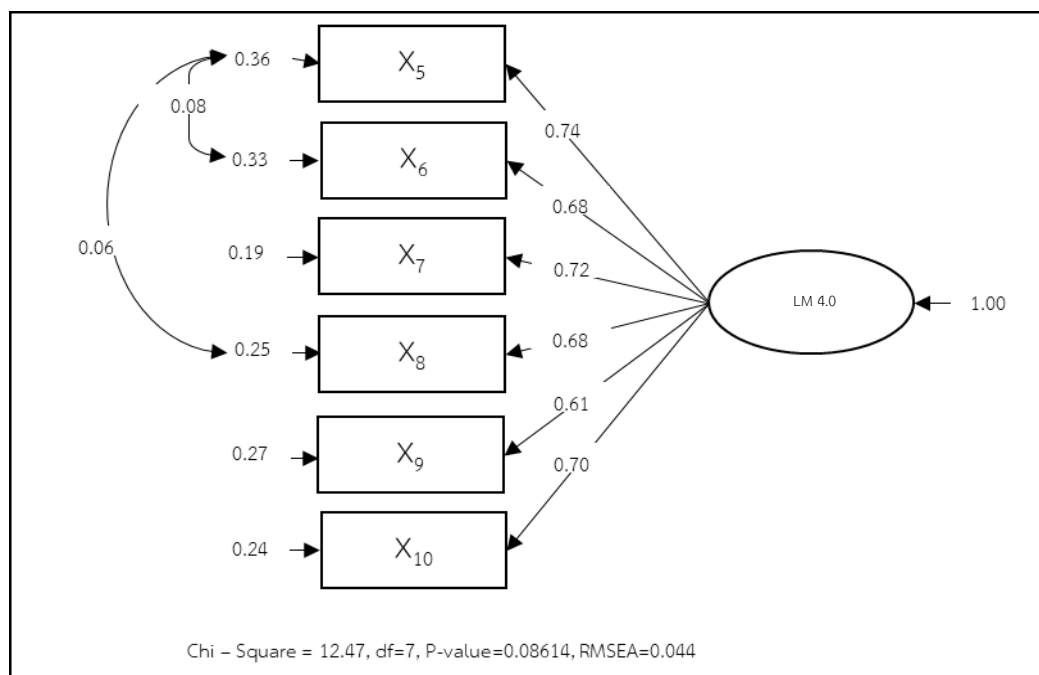 0.36
X5
0.08
0.74
0.33
X6
0.68
0.06
0.19
X7
0.72
LM 4.0
1.00
0.25
X8
0.68
0.61
0.27
X9
0.70
0.24
X10
Chi – Square = 12.47, df=7, P-value=0.08614, RMSEA=0.044